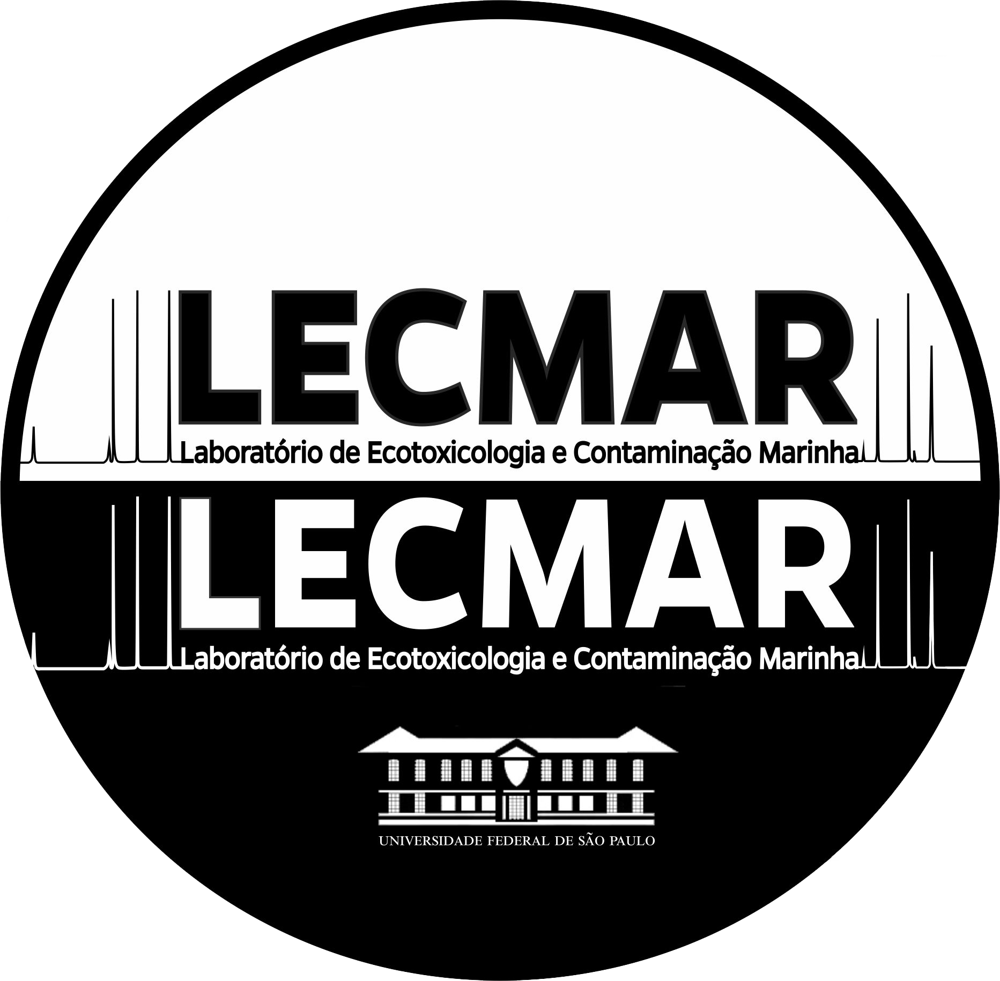 LECMAR
Laboratório de Ecotoxicologia e Contaminação Marinha
LECMAR
Laboratório de Ecotoxicologia e Contaminação Marinha
UNIVERSIDADE FEDERAL DE SÃO PAULO